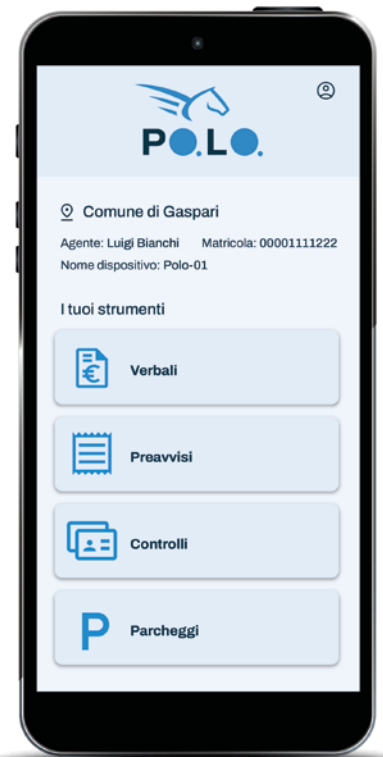 PO.LO.
Comune di Gaspari
Agente: Luigi Bianchi Matricola: 00001111222
Nome dispositivo: Polo-01
I tuoi strumenti
Verbali
Preavvisi
Controlli
P Parcheggi